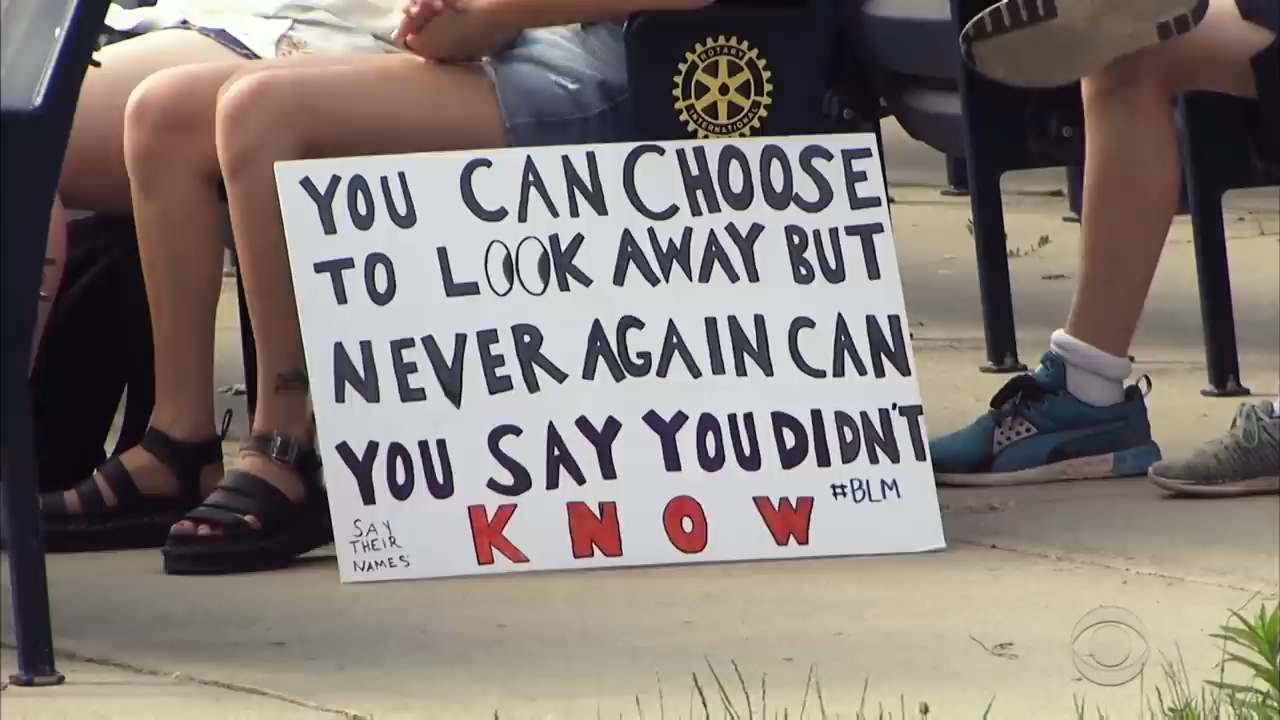 ROTARY
INTERNATIONAL
YOU CAN CHOOSE
TO LOOK AWAY BUT
NEVER AGAIN CAN
YOU SAY YOU DIDN'T
KNOW
#BLM
SAY
THEIR
NAMES